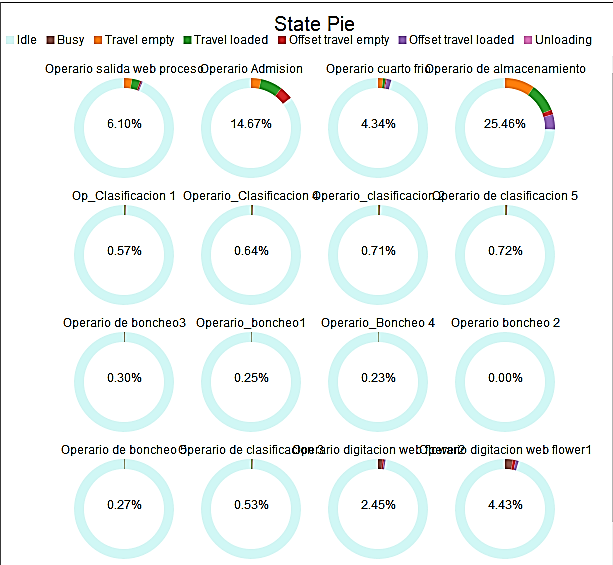 State Pie
Idle Busy Travel empty Travel loaded Offset travel empty Offset travel loaded Unloading
Operario salida web proceso Operario Admision Operario cuarto frio Operario de almacenamiento
6.10% 14.67% 4.34% 25.46%
Op_Clasificacion 1 Operario_Clasificacion 4 Operario_clasificacion 2 Operario de clasificacion 5
0.57% 0.64% 0.71% 0.72%
Operario de boncheo3 Operario_boncheo1 Operario_Boncheo 4 Operario boncheo 2
0.30% 0.25% 0.23% 0.00%
Operario de boncheo 5 Operario de clasificacion 3 Operario digitacion web flower2 Operario digitacion web flower1
0.27% 0.53% 2.45% 4.43%